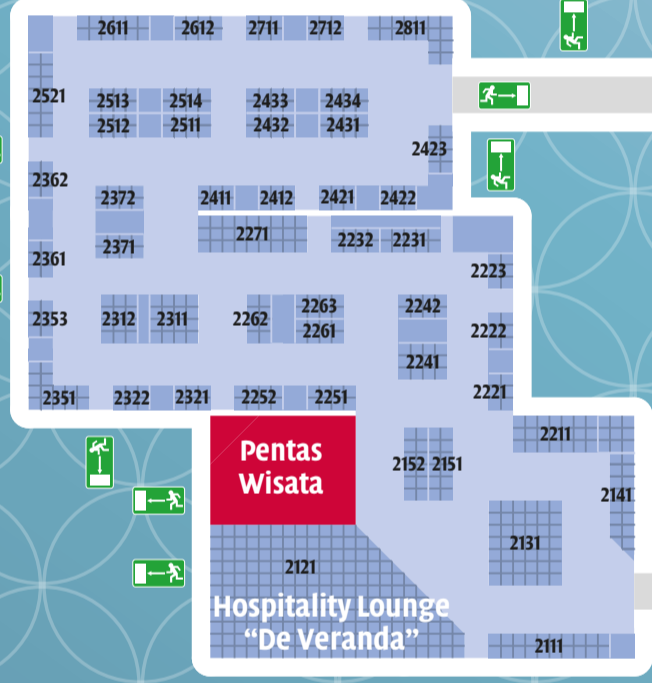 2611 2612 2711 2712 2811
2521 2513 2514 2433 2434
2512 2511 2432 2431
2423
2362 2372 2411 2412 2421 2422
2371 2271 2232 2231
2361 2223
2353 2312 2311 2262 2263 2242 2222
2261
2241
2351 2322 2321 2252 2251 2221
2211
Pentas
Wisata
2152 2151
2141
2131
2121
Hospitality Lounge
“De Veranda”
2111